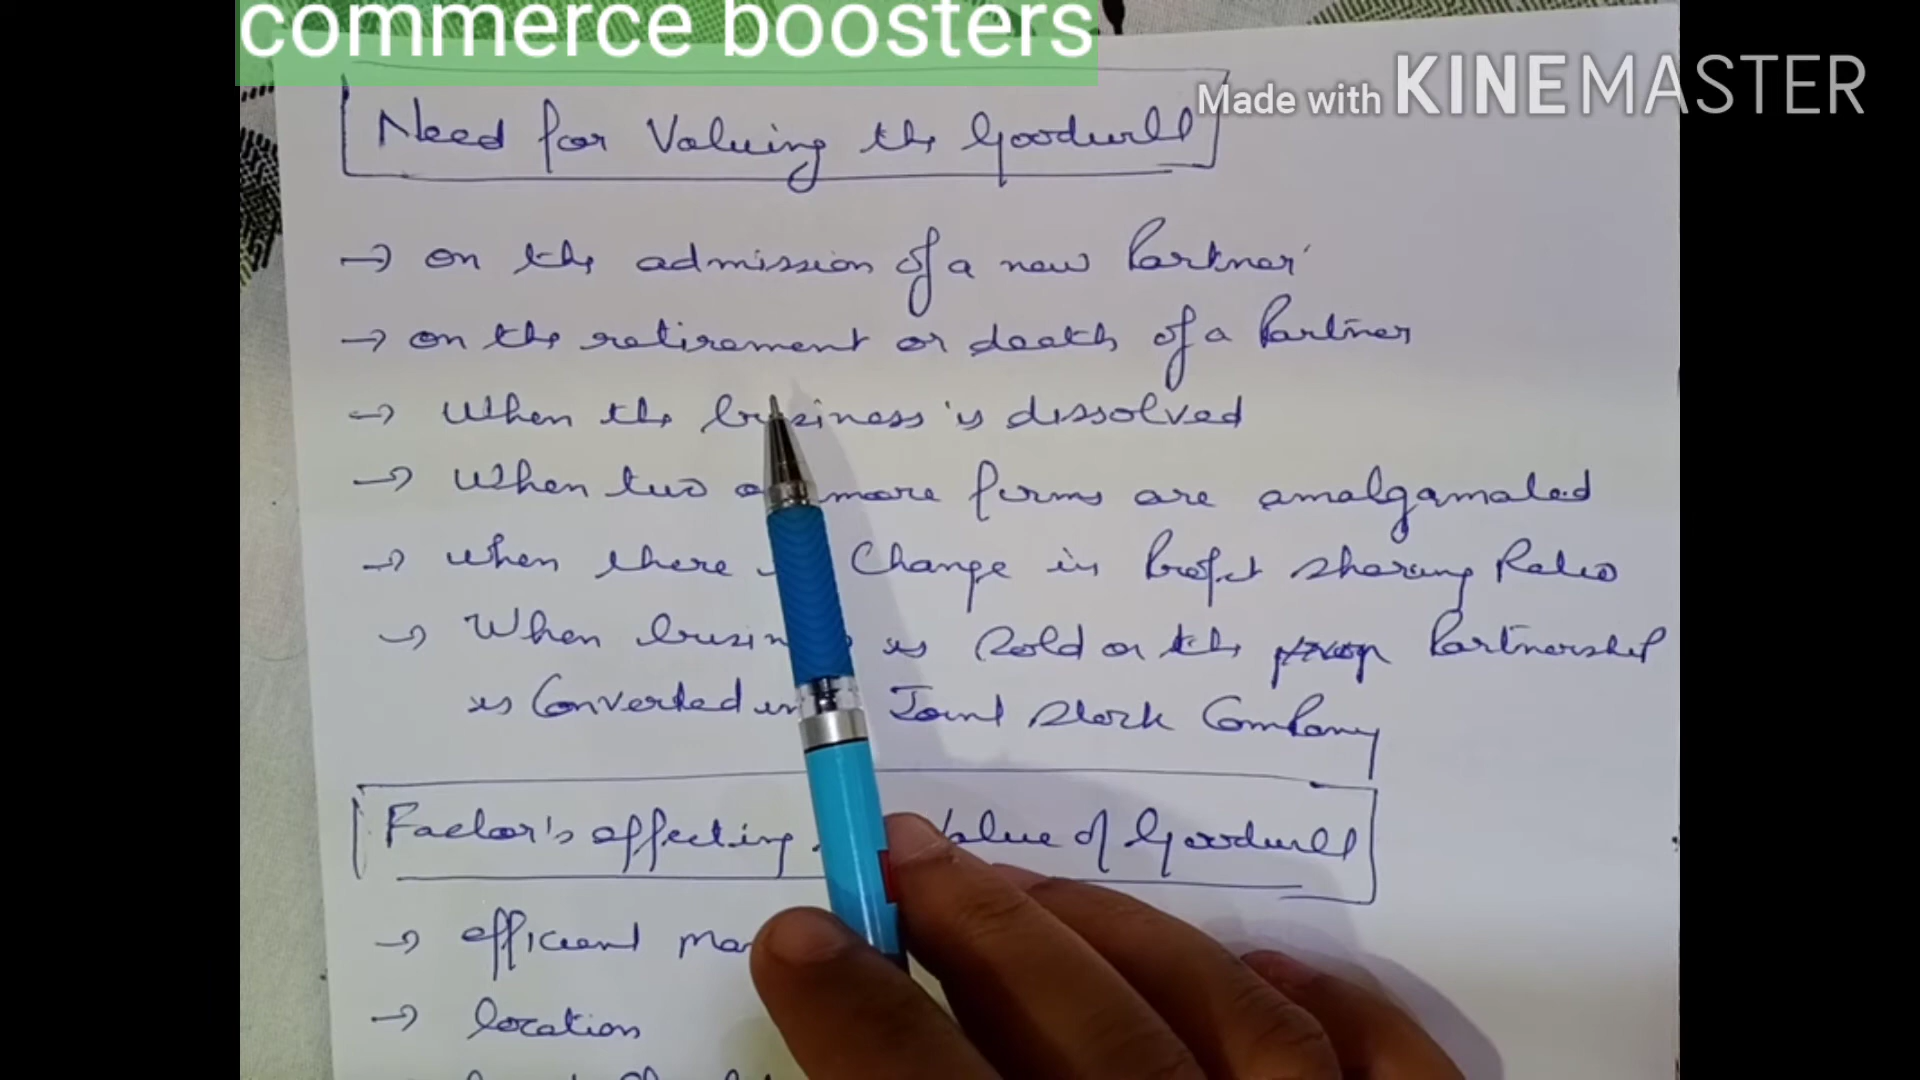 commerce boosters
Made with KINEMASTER
Need for Valuing the Goodwill
→ on the admission of a new Partner
→ on the retirement or death of a Partner
→ When the business is dissolved
→ When two or more firms are amalgamated
→ when there Change in Profit sharing Ratio
→ When is Sold or the Partnership
is Converted Joint Stock Company
Factor's affecting Value of Goodwill
→ efficient
→ location